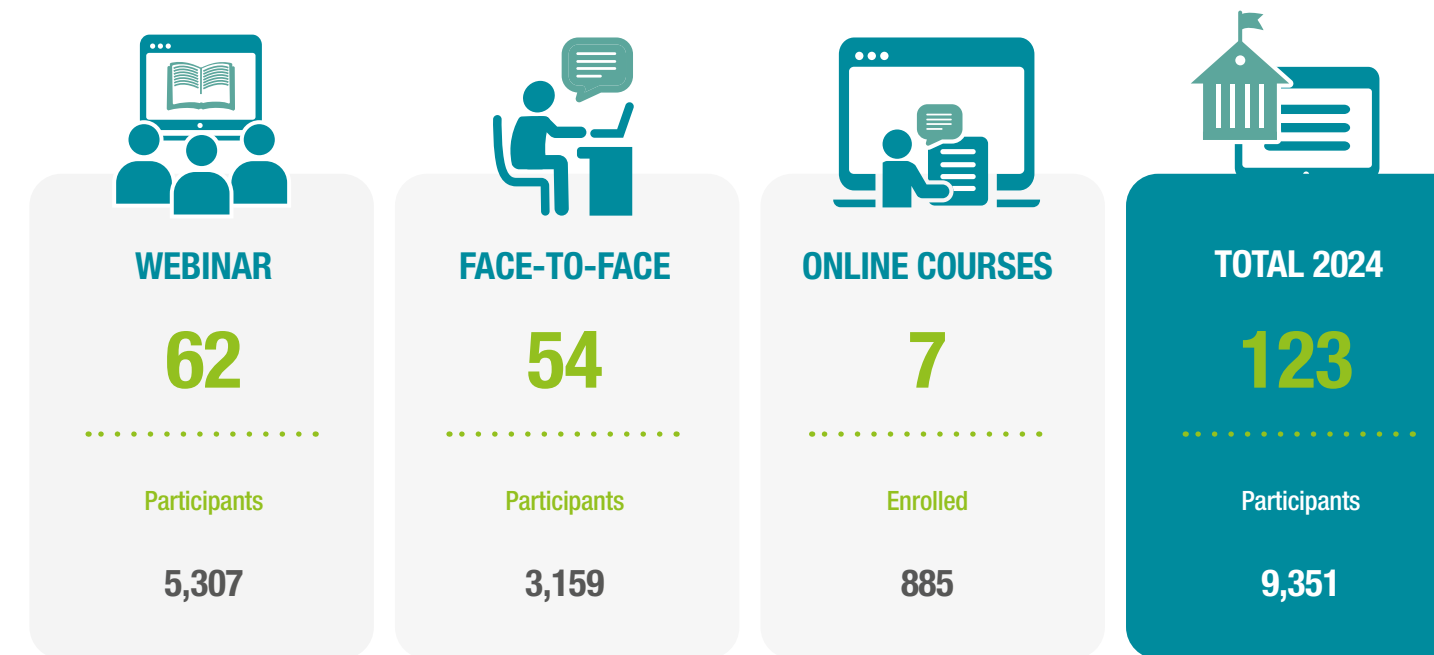 WEBINAR
62
Participants
5,307
FACE-TO-FACE
54
Participants
3,159
ONLINE COURSES
7
Enrolled
885
TOTAL 2024
123
Participants
9,351